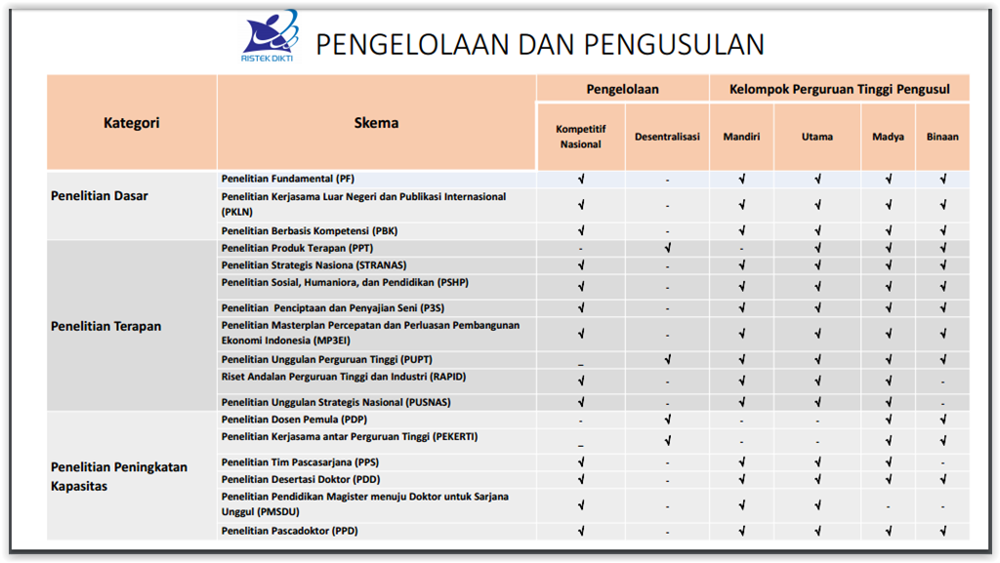 RISTEK DIKTI
PENGELOLAAN DAN PENGUSULAN
Kategori Skema Pengelolaan Kelompok Perguruan Tinggi Pengusul
Kompetitif Nasional Desentralisasi Mandiri Utama Madya Binaan
Penelitian Dasar
Penelitian Fundamental (PF) √ - √ √ √ √
Penelitian Kerjasama Luar Negeri dan Publikasi Internasional
(PKLN) √ - √ √ √ √
Penelitian Berbasis Kompetensi (PBK) √ - √ √ √ √
Penelitian Terapan
Penelitian Produk Terapan (PPT) - √ - √ √ √
Penelitian Strategis Nasiona (STRANAS) √ - √ √ √ √
Penelitian Sosial, Humaniora, dan Pendidikan (PSHP) √ - √ √ √ √
Penelitian Penciptaan dan Penyajian Seni (P3S) √ - √ √ √ √
Penelitian Masterplan Percepatan dan Perluasan Pembangunan
Ekonomi Indonesia (MP3EI) √ - √ √ √ √
Penelitian Unggulan Perguruan Tinggi (PUPT) _ √ √ √ √ √
Riset Andalan Perguruan Tinggi dan Industri (RAPID) √ - √ √ √ -
Penelitian Unggulan Strategis Nasional (PUSNAS) √ - √ √ √ -
Penelitian Peningkatan
Kapasitas
Penelitian Dosen Pemula (PDP) - √ - - √ √
Penelitian Kerjasama antar Perguruan Tinggi (PEKERTI) _ √ - - √ √
Penelitian Tim Pascasarjana (PPS) √ - √ √ √ -
Penelitian Desertasi Doktor (PDD) √ - √ √ √ √
Penelitian Pendidikan Magister menuju Doktor untuk Sarjana
Unggul (PMSDU) √ - √ √ - -
Penelitian Pascadoktor (PPD) √ - √ √ √ √